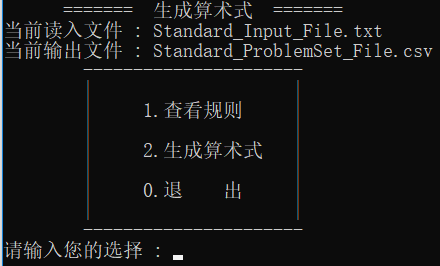 ======= 生成算术式 =======
当前读入文件 : Standard_Input_File.txt
当前输出文件 : Standard_ProblemSet_File.csv
----------------------
1.查看规则
2.生成算术式
0.退 出
----------------------
请输入您的选择 :